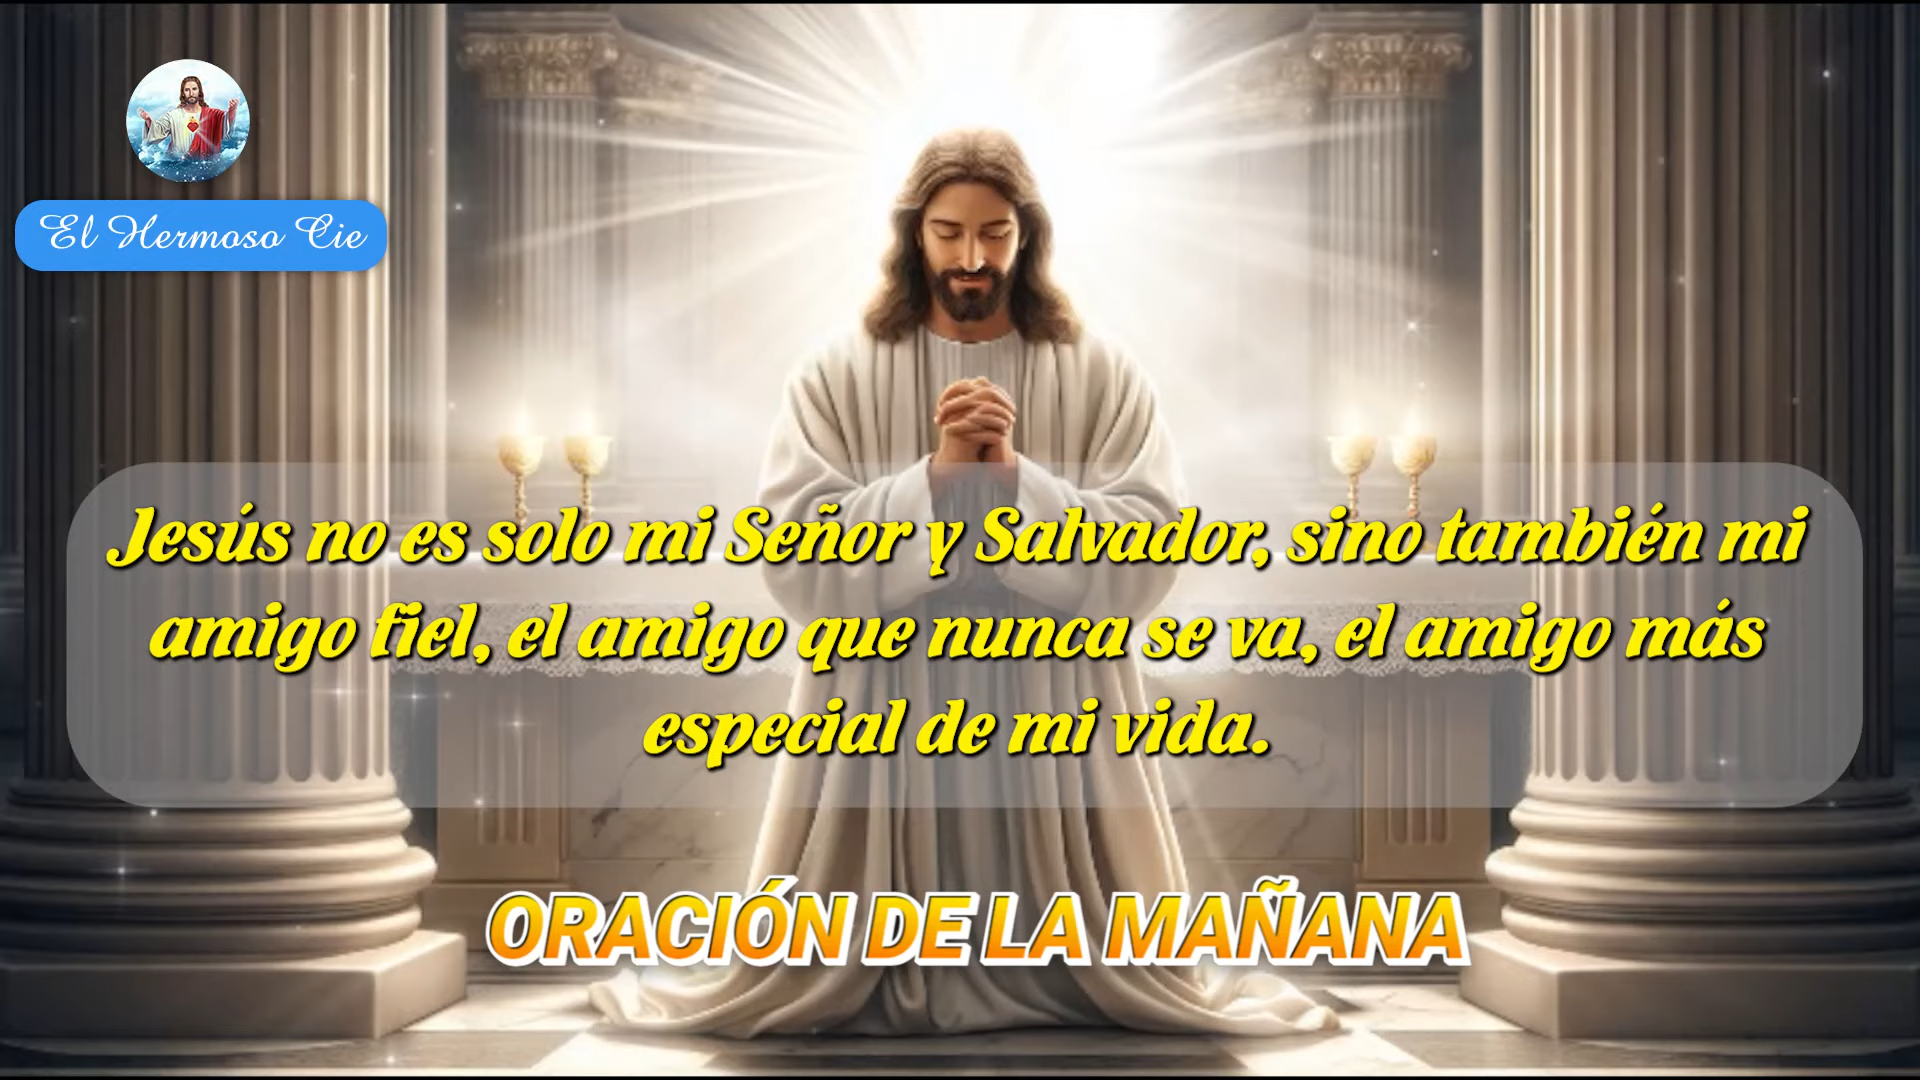 El Hermoso Cie
Jesús no es solo mi Señor y Salvador, sino también mi
amigo fiel, el amigo que nunca se va, el amigo más
especial de mi vida.
ORACIÓN DE LA MAÑANA